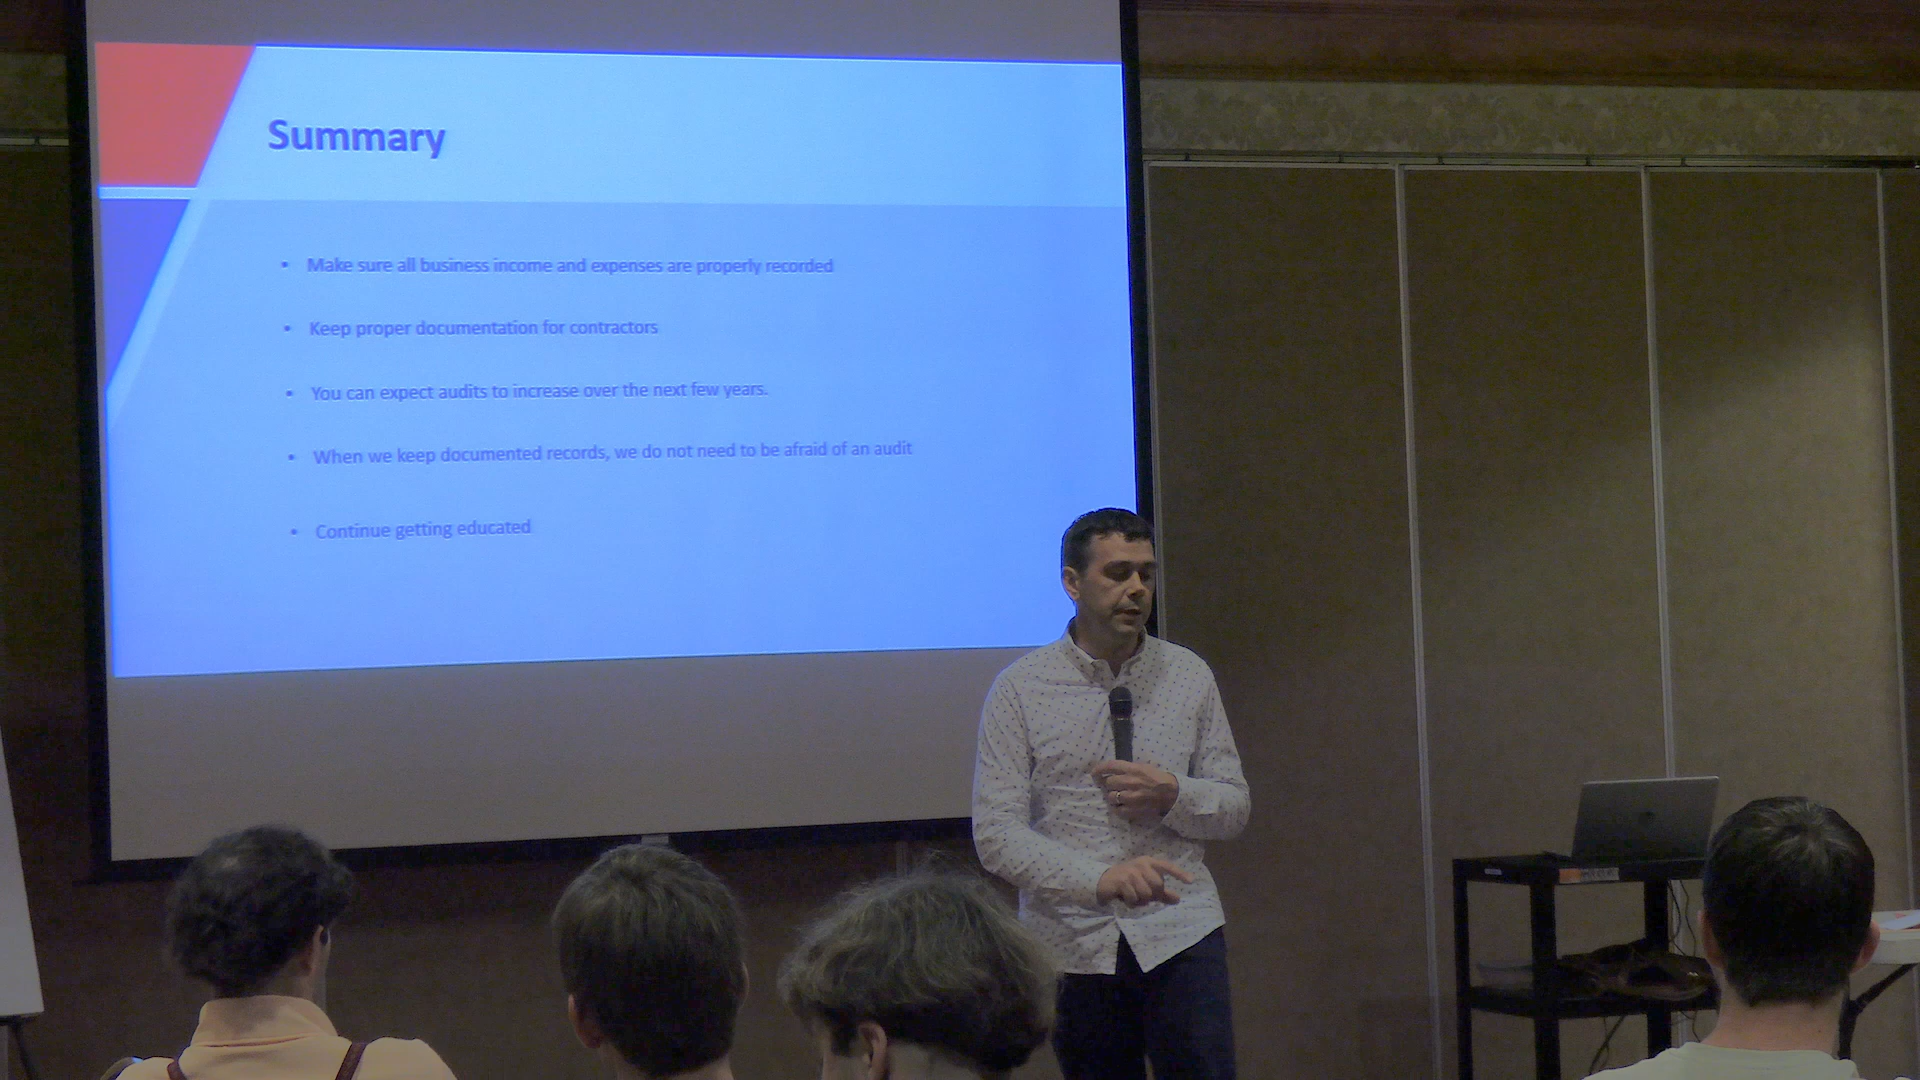 Summary
▪ Make sure all business income and expenses are properly recorded
▪ Keep proper documentation for contractors
▪ You can expect audits to increase over the next few years.
▪ When we keep documented records, we do not need to be afraid of an audit
▪ Continue getting educated